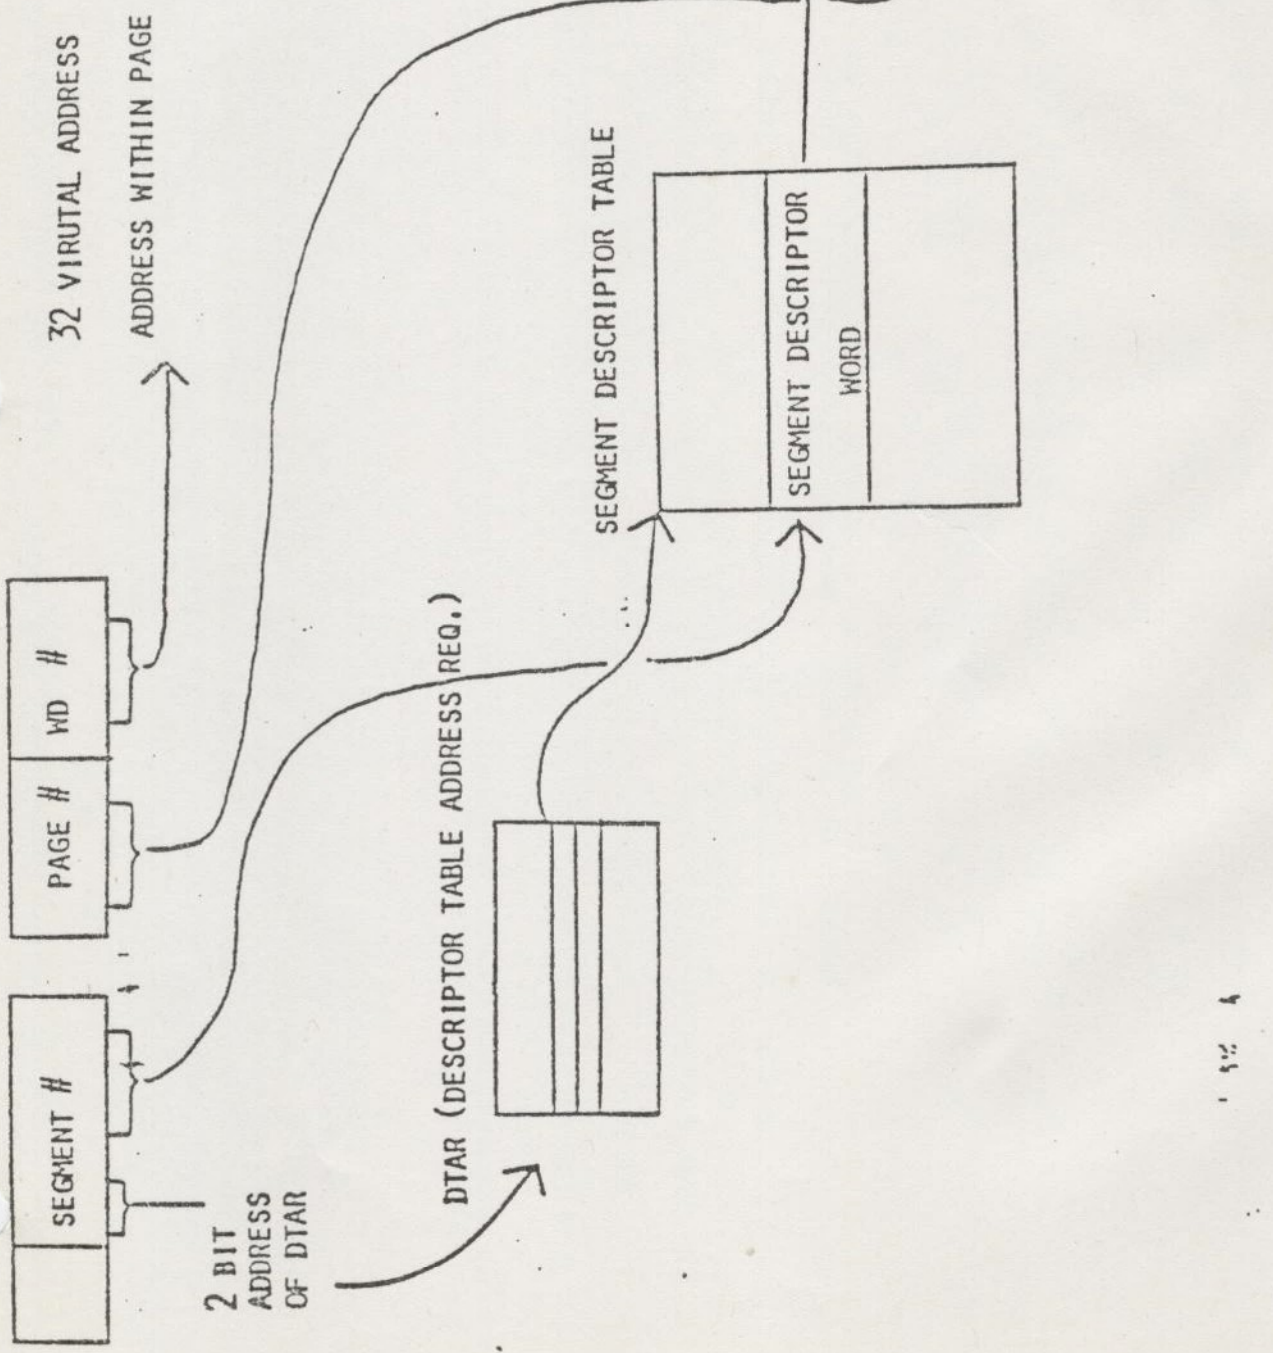 32 VIRUTAL ADDRESS
SEGMENT #
PAGE #
WD #
ADDRESS WITHIN PAGE
2 BIT
ADDRESS
OF DTAR
DTAR (DESCRIPTOR TABLE ADDRESS REQ.)
SEGMENT DESCRIPTOR TABLE
SEGMENT DESCRIPTOR
WORD